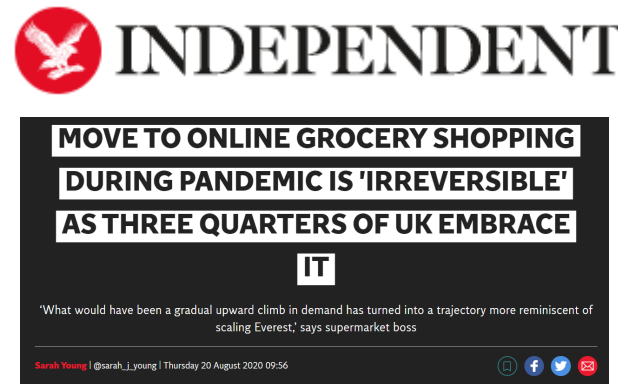 INDEPENDENT
MOVE TO ONLINE GROCERY SHOPPING
DURING PANDEMIC IS 'IRREVERSIBLE'
AS THREE QUARTERS OF UK EMBRACE
IT
‘What would have been a gradual upward climb in demand has turned into a trajectory more reminiscent of
scaling Everest,’ says supermarket boss
Sarah Young | @sarah_j_young | Thursday 20 August 2020 09:56